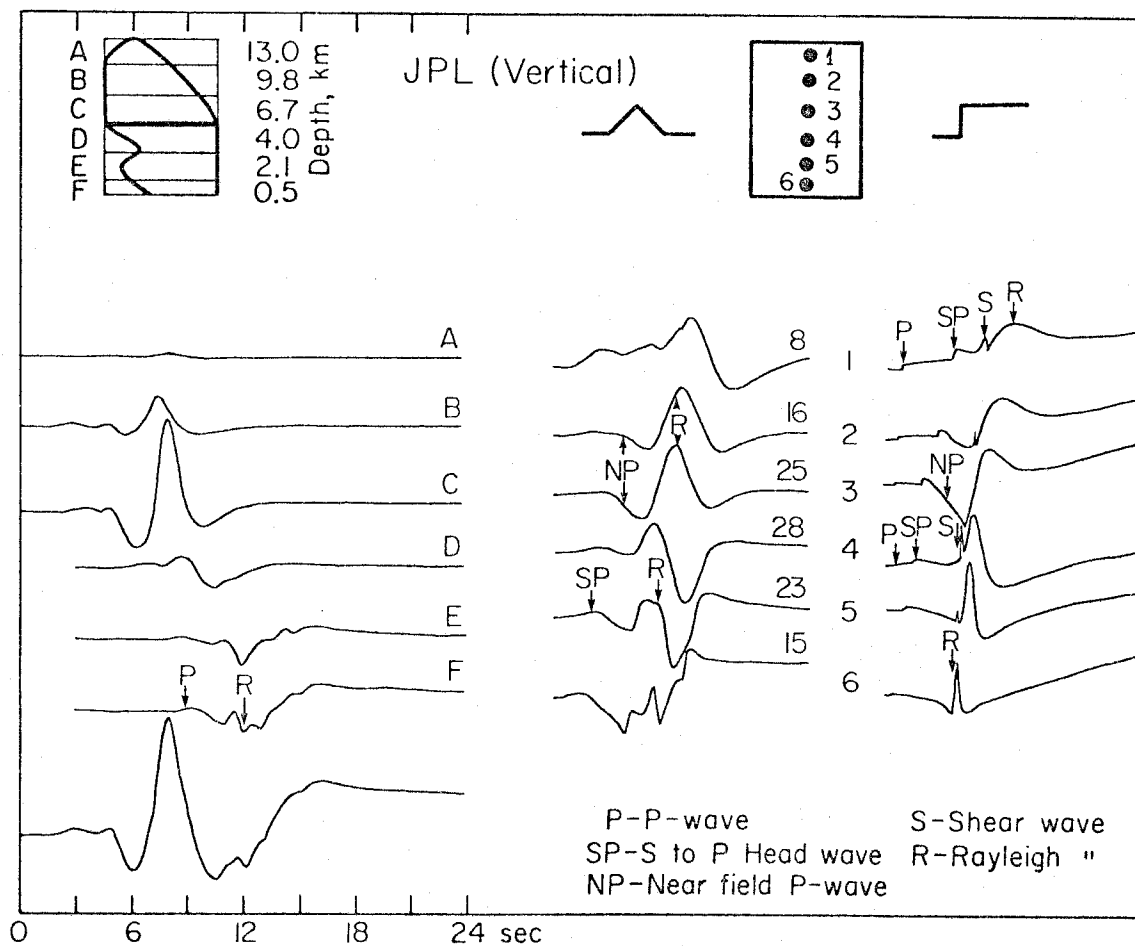 A 13.0
B 9.8
C 6.7
D 4.0
E 2.1
F 0.5
Depth, km
JPL (Vertical)
1
2
3
4
5
6
A
B
C
D
E
F
P
R
8
16
25
28
23
15
R
NP
SP
R
1
2
3
4
5
6
P
SP
S
R
NP
P
SP
S
R
P-P-wave
SP-S to P Head wave
NP-Near field P-wave
S-Shear wave
R-Rayleigh "
0 6 12 18 24 sec